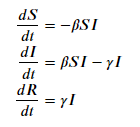 dS/dt = −βSI
dI/dt = βSI − γI
dR/dt = γI